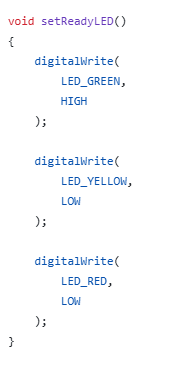 void setReadyLED()
{
    digitalWrite(
        LED_GREEN,
        HIGH
    );

    digitalWrite(
        LED_YELLOW,
        LOW
    );

    digitalWrite(
        LED_RED,
        LOW
    );
}